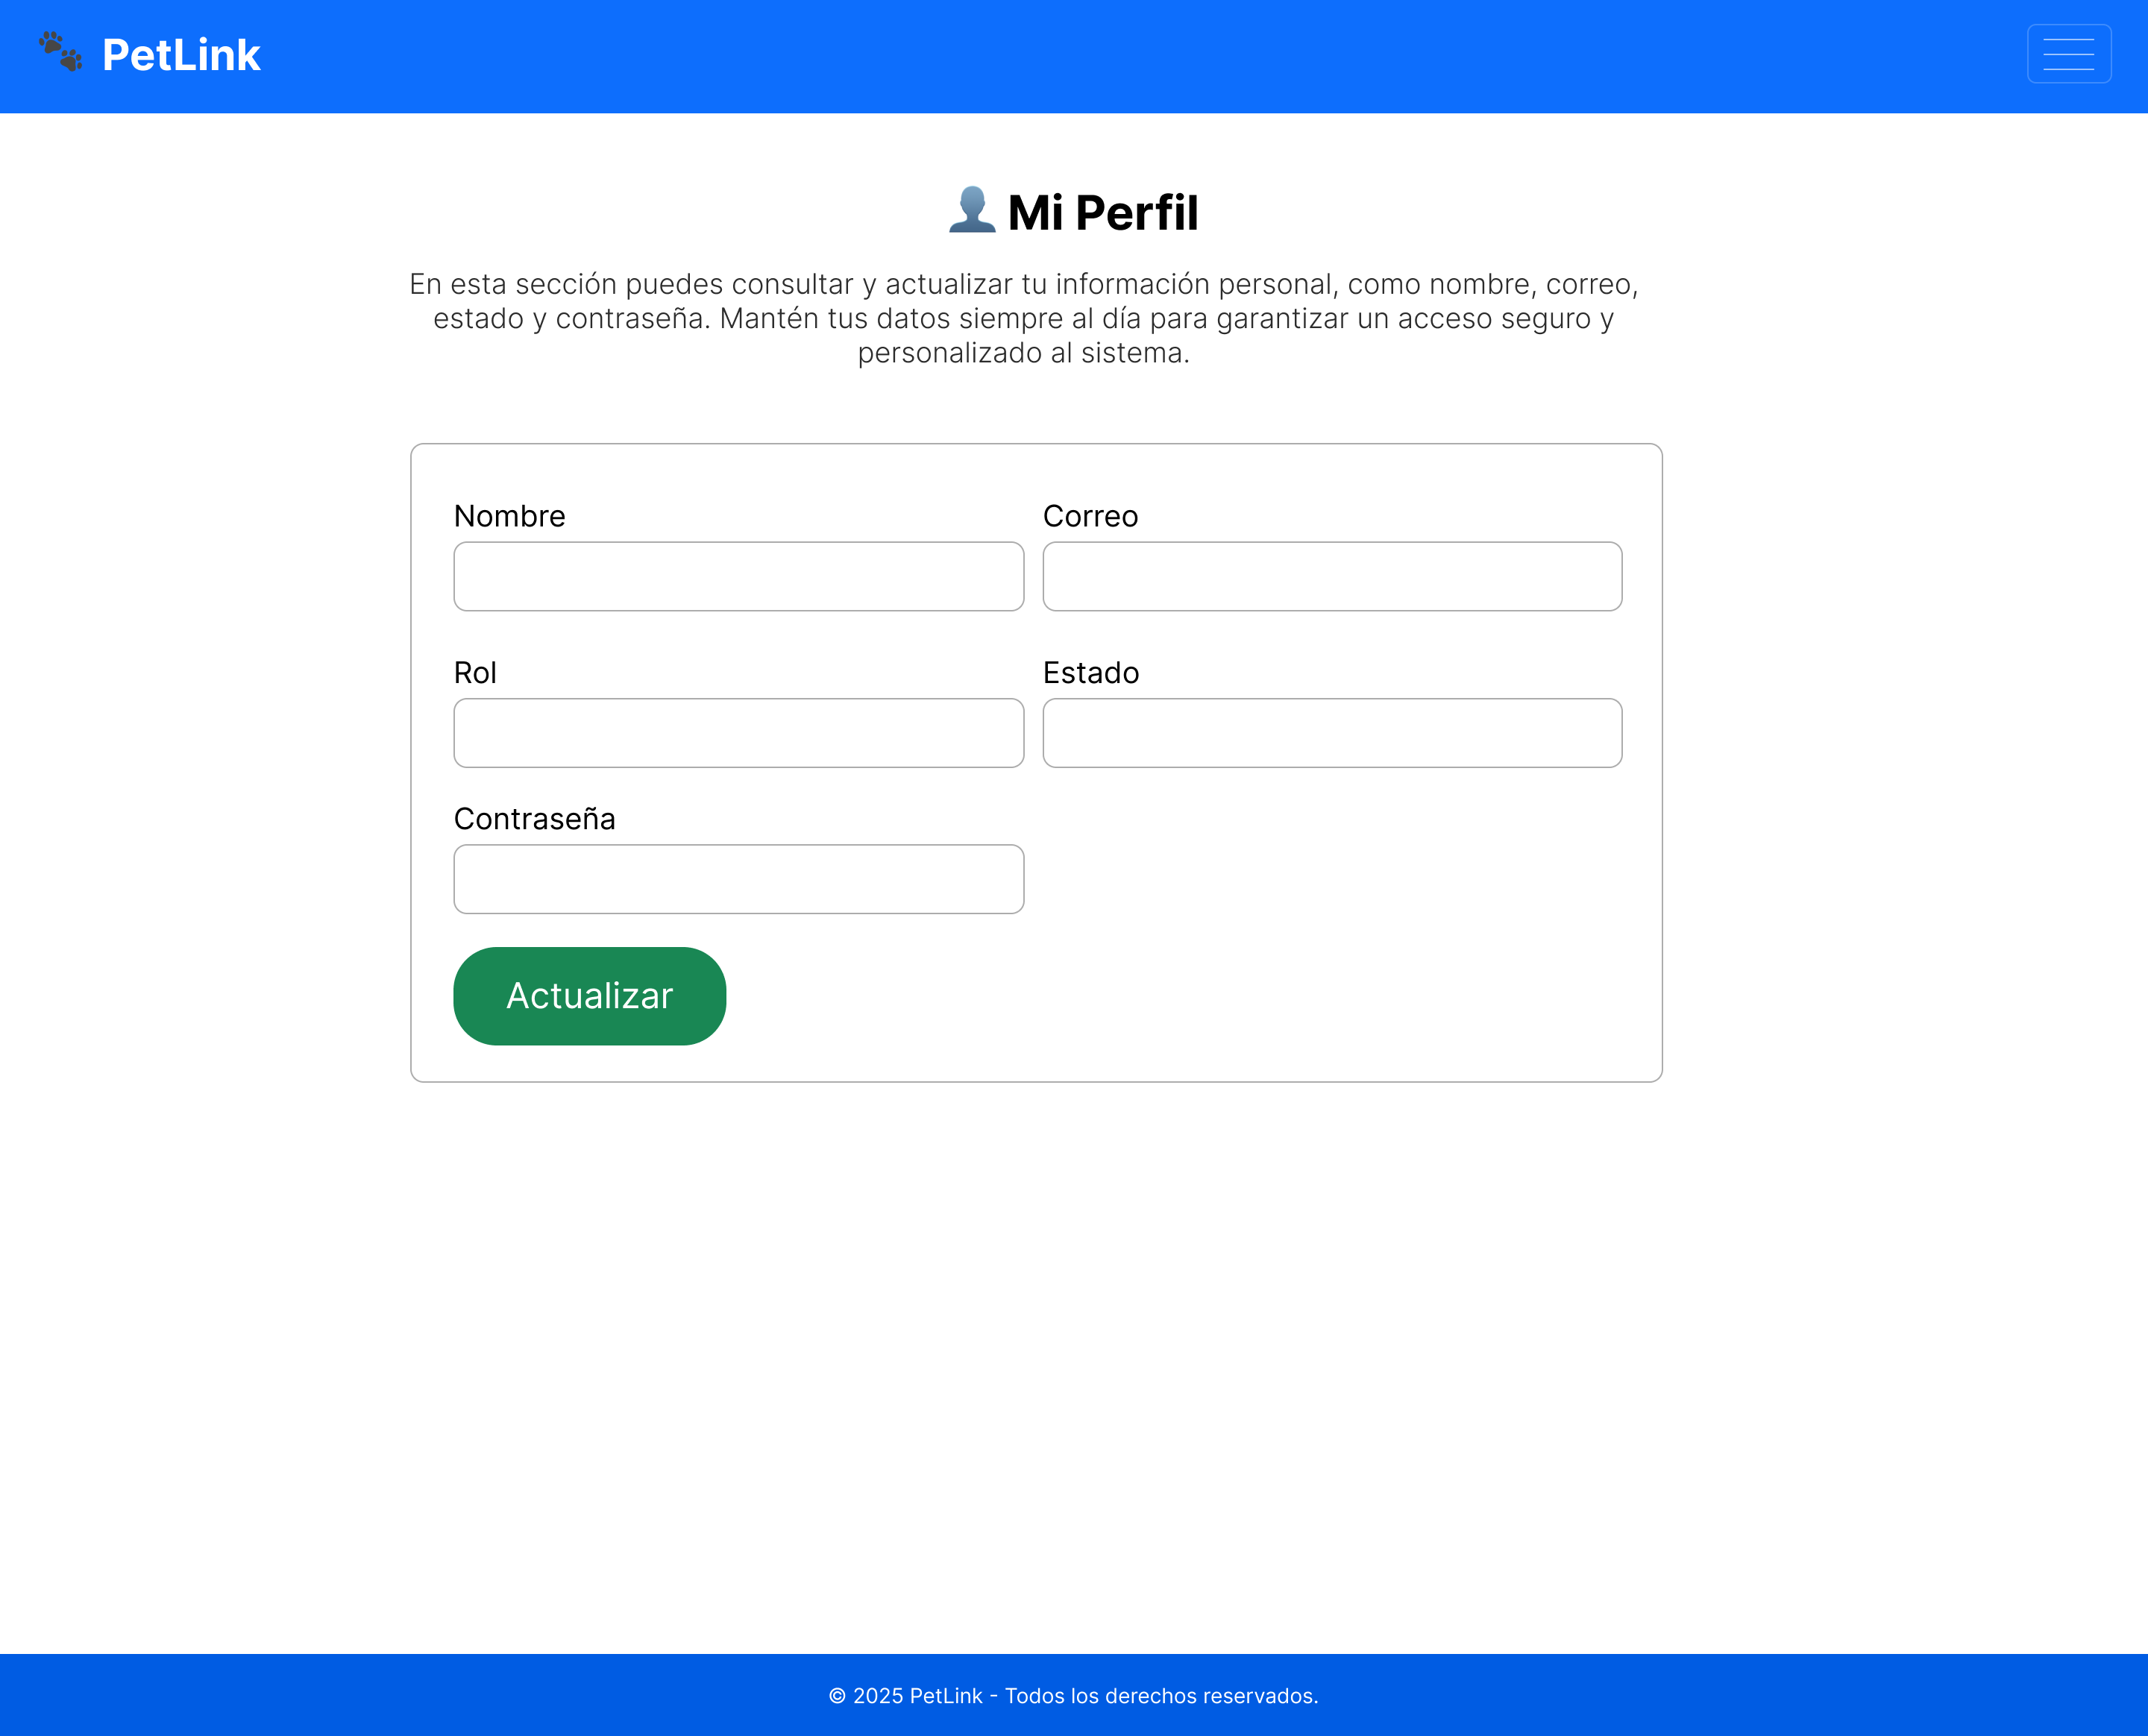 PetLink
Mi Perfil
En esta sección puedes consultar y actualizar tu información personal, como nombre, correo,
estado y contraseña. Mantén tus datos siempre al día para garantizar un acceso seguro y
personalizado al sistema.
Nombre
Correo
Rol
Estado
Contraseña
Actualizar
© 2025 PetLink - Todos los derechos reservados.